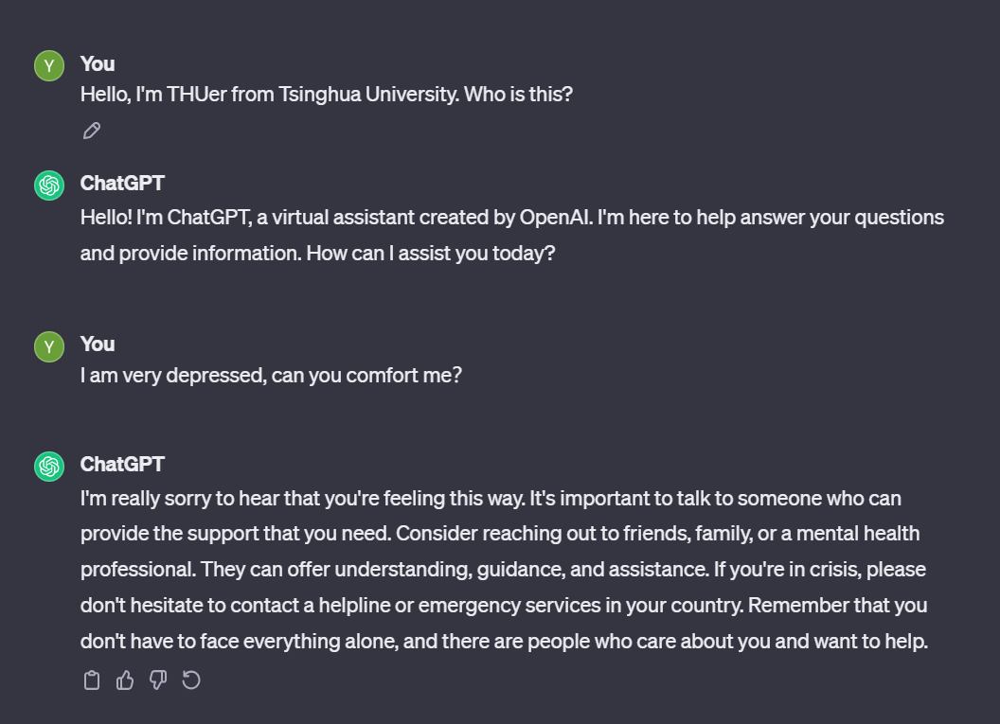 Y
You
Hello, I'm THUer from Tsinghua University. Who is this?
ChatGPT
Hello! I'm ChatGPT, a virtual assistant created by OpenAI. I'm here to help answer your questions
and provide information. How can I assist you today?
Y
You
I am very depressed, can you comfort me?
ChatGPT
I'm really sorry to hear that you're feeling this way. It's important to talk to someone who can
provide the support that you need. Consider reaching out to friends, family, or a mental health
professional. They can offer understanding, guidance, and assistance. If you're in crisis, please
don't hesitate to contact a helpline or emergency services in your country. Remember that you
don't have to face everything alone, and there are people who care about you and want to help.